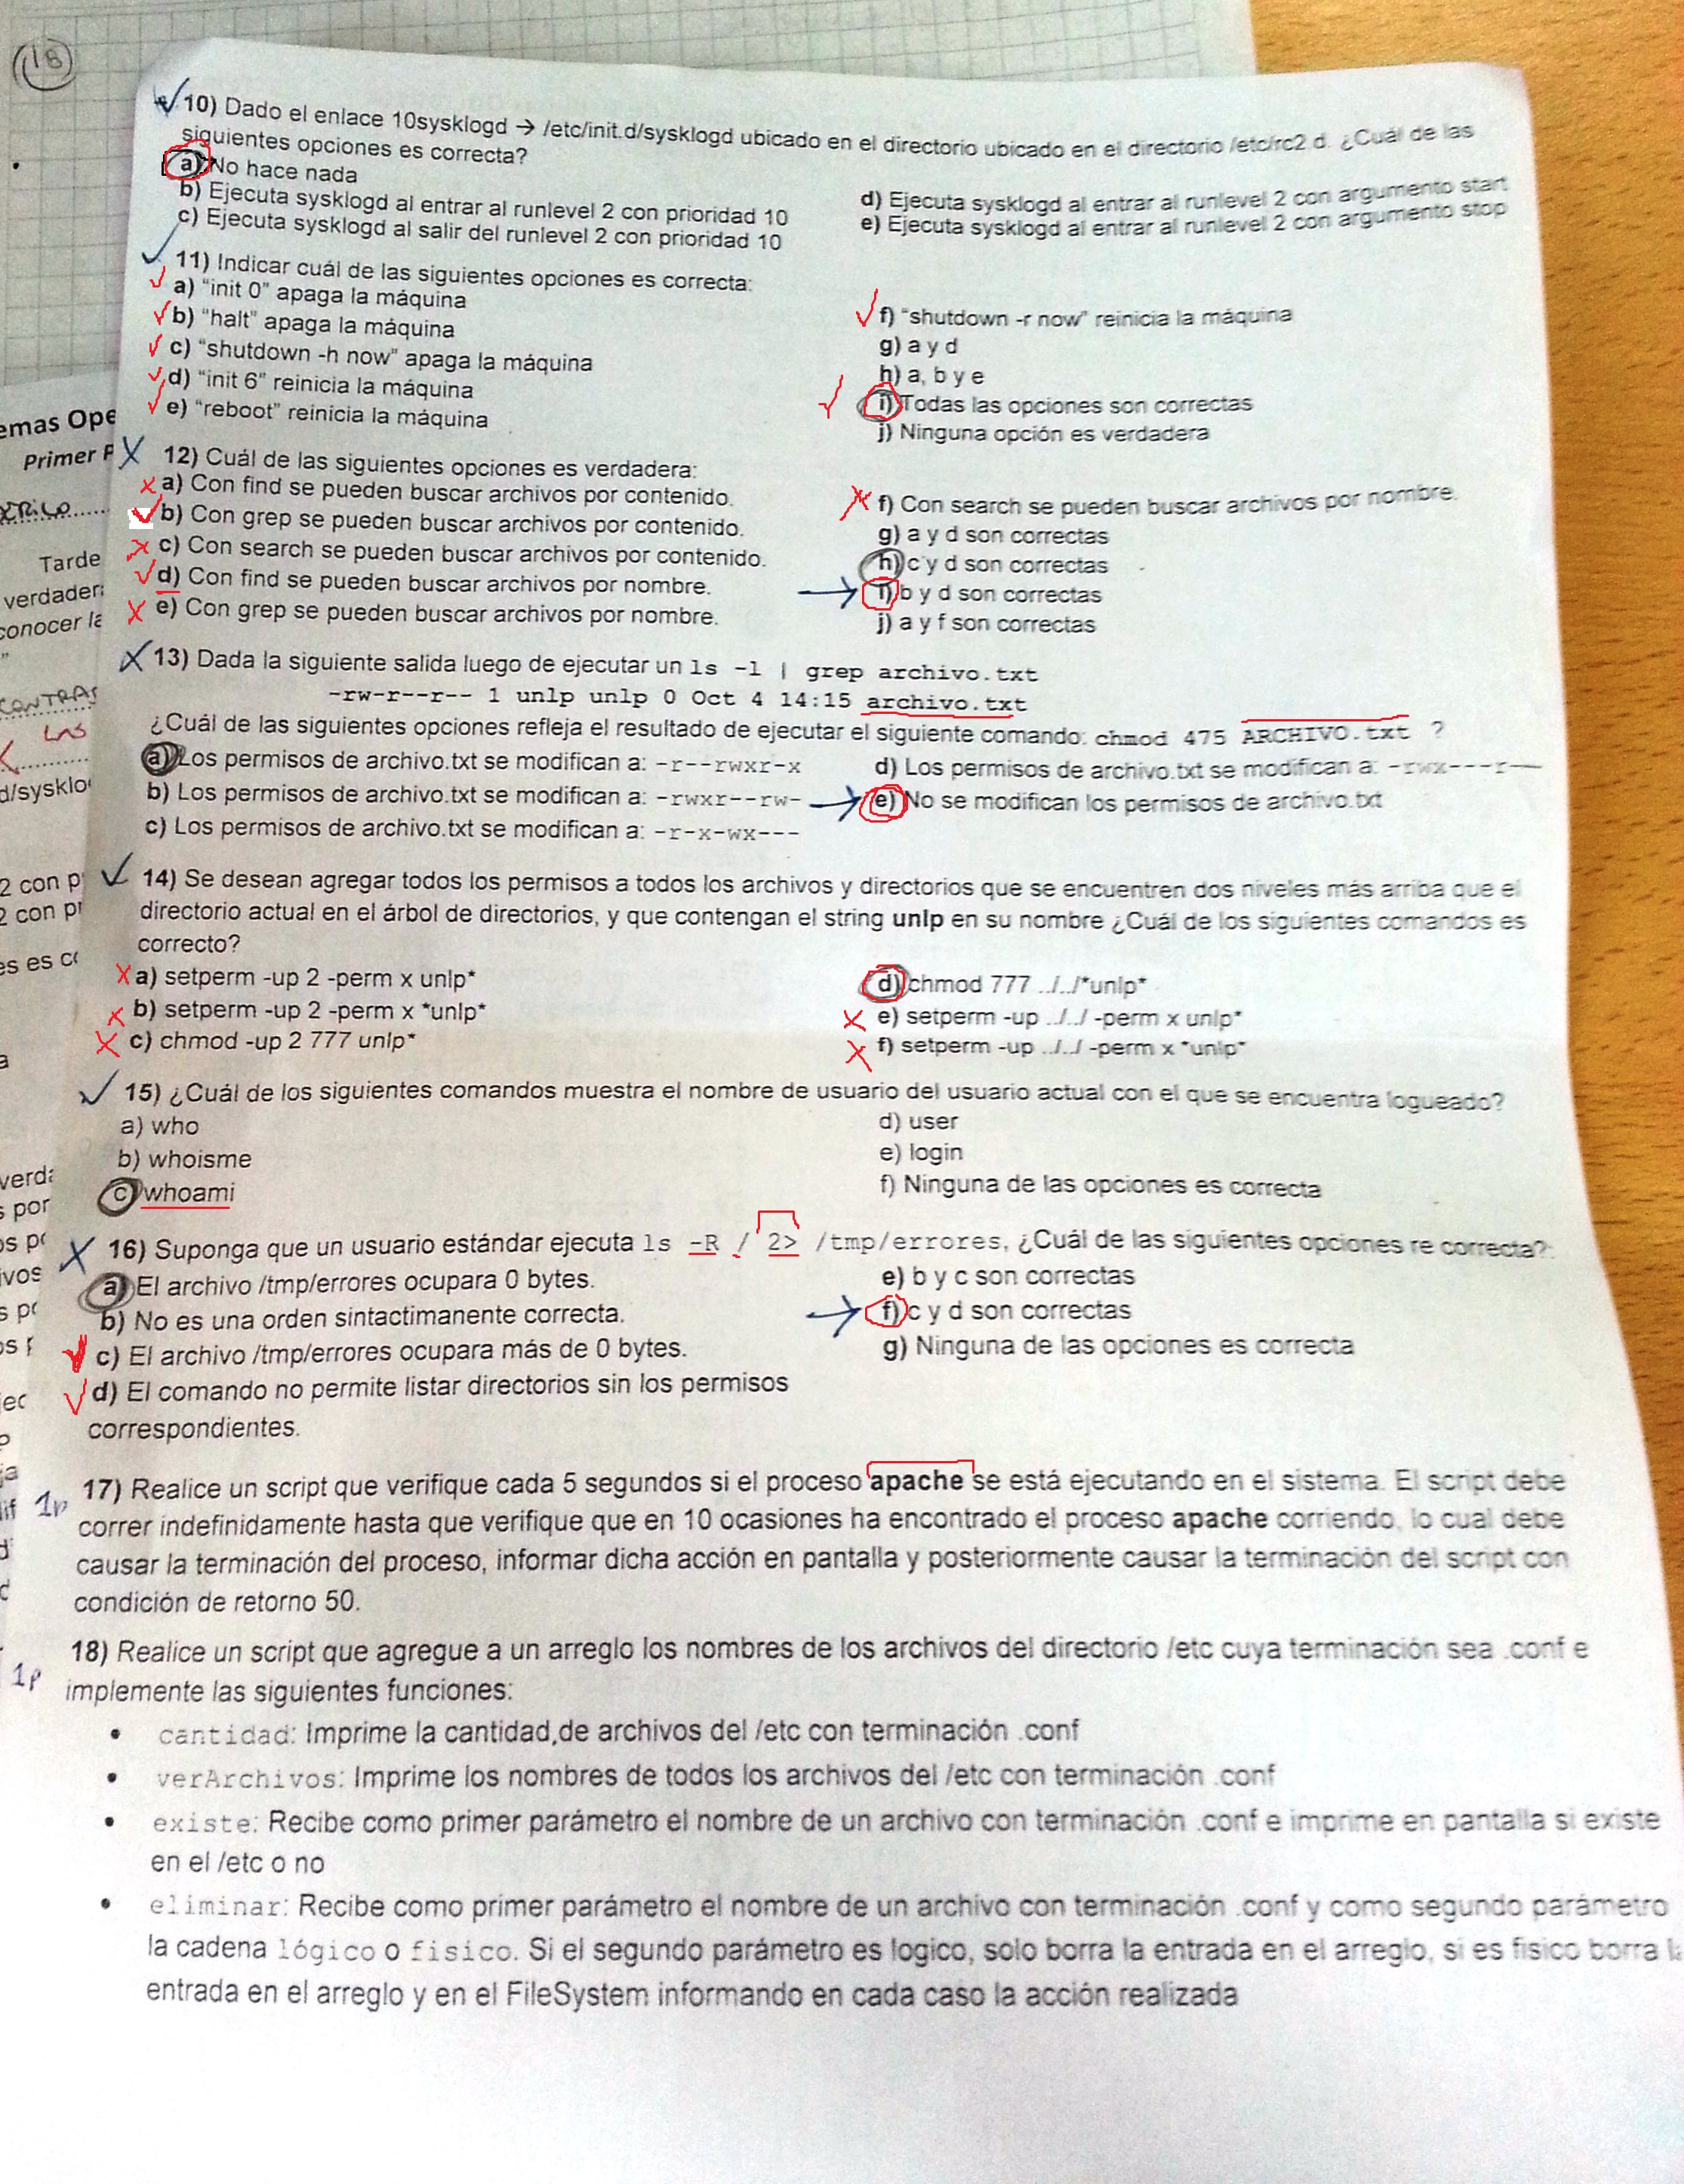 18
10) Dado el enlace 10sysklogd → /etc/init.d/sysklogd ubicado en el directorio ubicado en el directorio /etc/rc2.d. ¿Cuál de las
siguientes opciones es correcta?
a) No hace nada
b) Ejecuta sysklogd al entrar al runlevel 2 con prioridad 10
c) Ejecuta sysklogd al salir del runlevel 2 con prioridad 10
d) Ejecuta sysklogd al entrar al runlevel 2 con argumento start
e) Ejecuta sysklogd al entrar al runlevel 2 con argumento stop
11) Indicar cuál de las siguientes opciones es correcta:
a) "init 0" apaga la máquina
b) "halt" apaga la máquina
c) "shutdown -h now" apaga la máquina
d) "init 6" reinicia la máquina
e) "reboot" reinicia la máquina
f) "shutdown -r now" reinicia la máquina
g) a y d
h) a, b y e
i) Todas las opciones son correctas
j) Ninguna opción es verdadera
12) Cuál de las siguientes opciones es verdadera:
a) Con find se pueden buscar archivos por contenido.
b) Con grep se pueden buscar archivos por contenido.
c) Con search se pueden buscar archivos por contenido.
d) Con find se pueden buscar archivos por nombre.
e) Con grep se pueden buscar archivos por nombre.
f) Con search se pueden buscar archivos por nombre.
g) a y d son correctas
h) c y d son correctas
i) b y d son correctas
j) a y f son correctas
13) Dada la siguiente salida luego de ejecutar un ls -l | grep archivo.txt
-rw-r--r-- 1 unlp unlp 0 Oct 4 14:15 archivo.txt
¿Cuál de las siguientes opciones refleja el resultado de ejecutar el siguiente comando: chmod 475 ARCHIVO.txt ?
a) Los permisos de archivo.txt se modifican a: -r--rwxr-x
b) Los permisos de archivo.txt se modifican a: -rwxr--rw-
c) Los permisos de archivo.txt se modifican a: -r-x-wx---
d) Los permisos de archivo.txt se modifican a: -rwx---r--
e) No se modifican los permisos de archivo.txt
14) Se desean agregar todos los permisos a todos los archivos y directorios que se encuentren dos niveles más arriba que el
directorio actual en el árbol de directorios, y que contengan el string unlp en su nombre ¿Cuál de los siguientes comandos es
correcto?
a) setperm -up 2 -perm x unlp*
b) setperm -up 2 -perm x *unlp*
c) chmod -up 2 777 unlp*
d) chmod 777 ../../*unlp*
e) setperm -up ../../ -perm x unlp*
f) setperm -up ../../ -perm x *unlp*
15) ¿Cuál de los siguientes comandos muestra el nombre de usuario del usuario actual con el que se encuentra logueado?
a) who
b) whoisme
c) whoami
d) user
e) login
f) Ninguna de las opciones es correcta
16) Suponga que un usuario estándar ejecuta ls -R / 2> /tmp/errores, ¿Cuál de las siguientes opciones re correcta?:
a) El archivo /tmp/errores ocupara 0 bytes.
b) No es una orden sintactimanente correcta.
c) El archivo /tmp/errores ocupara más de 0 bytes.
d) El comando no permite listar directorios sin los permisos
correspondientes.
e) b y c son correctas
f) c y d son correctas
g) Ninguna de las opciones es correcta
1p
17) Realice un script que verifique cada 5 segundos si el proceso apache se está ejecutando en el sistema. El script debe
correr indefinidamente hasta que verifique que en 10 ocasiones ha encontrado el proceso apache corriendo, lo cual debe
causar la terminación del proceso, informar dicha acción en pantalla y posteriormente causar la terminación del script con
condición de retorno 50.
1p
18) Realice un script que agregue a un arreglo los nombres de los archivos del directorio /etc cuya terminación sea .conf e
implemente las siguientes funciones:
• cantidad: Imprime la cantidad de archivos del /etc con terminación .conf
• verArchivos: Imprime los nombres de todos los archivos del /etc con terminación .conf
• existe: Recibe como primer parámetro el nombre de un archivo con terminación .conf e imprime en pantalla si existe
en el /etc o no
• eliminar: Recibe como primer parámetro el nombre de un archivo con terminación .conf y como segundo parámetro
la cadena lógico o fisico. Si el segundo parámetro es logico, solo borra la entrada en el arreglo, si es fisico borra la
entrada en el arreglo y en el FileSystem informando en cada caso la acción realizada
emas Ope
Primer P
Tarde
verdader
conocer la
LAS
d/sysklo
2 con p
2 con pr
es es co
verda
s por